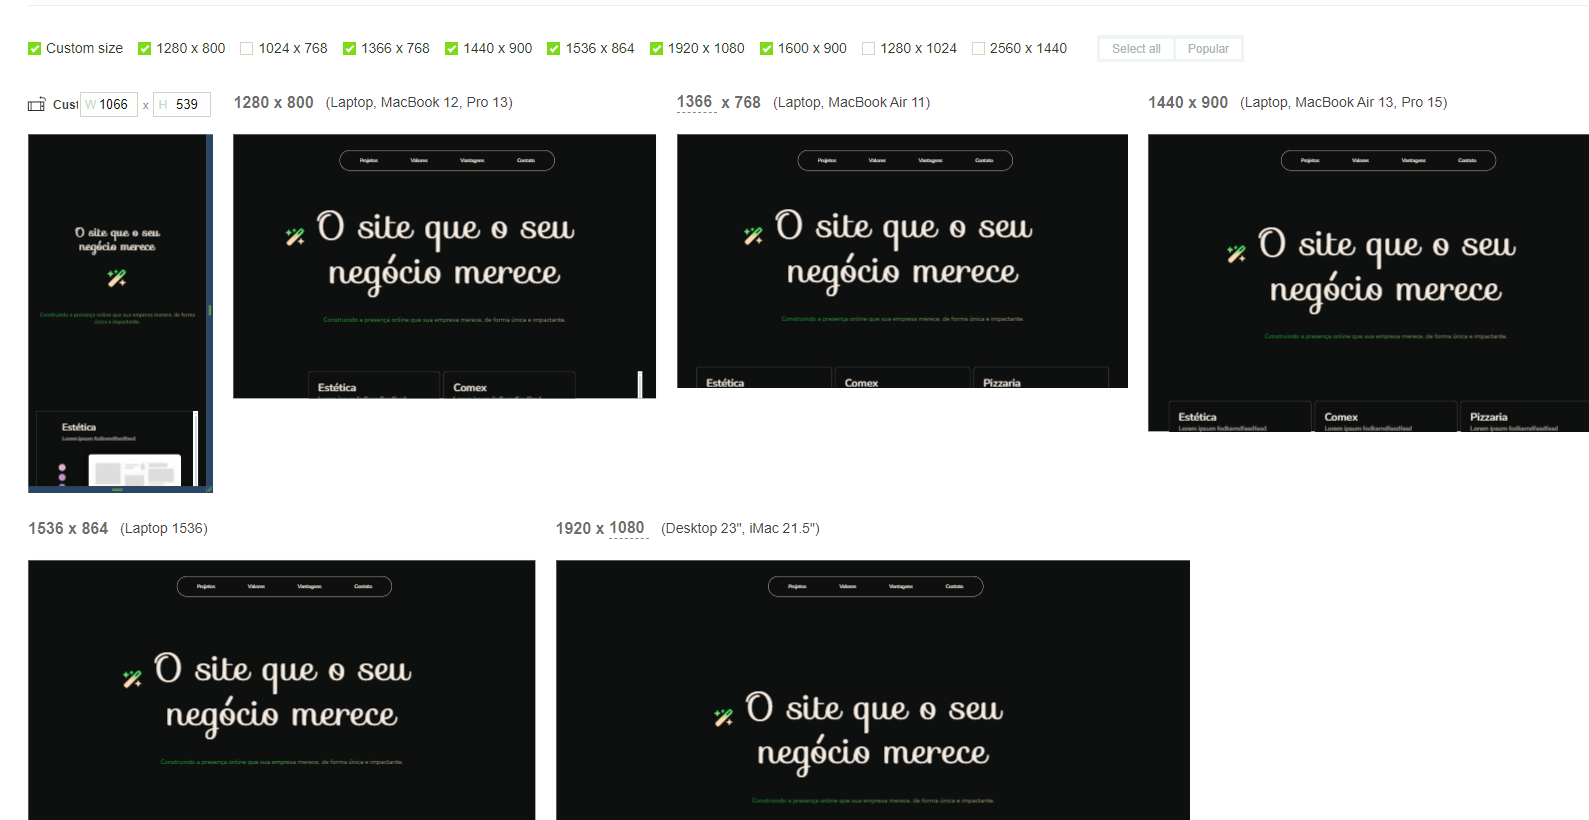 Custom size 1280 x 800 1024 x 768 1366 x 768 1440 x 900 1536 x 864 1920 x 1080 1600 x 900 1280 x 1024 2560 x 1440 Select all Popular
Cust W 1066 x H 539
O site que o seu
negócio merece
Construindo a presença online que sua empresa merece, de forma
única e impactante.
Estética
Lorem ipsum fodkamdfasdfasd
1280 x 800 (Laptop, MacBook 12, Pro 13)
Projetos Valores Vantagens Contato
O site que o seu
negócio merece
Construindo a presença online que sua empresa merece, de forma única e impactante.
Estética Comex
1366 x 768 (Laptop, MacBook Air 11)
Projetos Valores Vantagens Contato
O site que o seu
negócio merece
Construindo a presença online que sua empresa merece, de forma única e impactante.
Estética Comex Pizzaria
1440 x 900 (Laptop, MacBook Air 13, Pro 15)
Projetos Valores Vantagens Contato
O site que o seu
negócio merece
Construindo a presença online que sua empresa merece, de forma única e impactante.
Estética Comex Pizzaria
Lorem ipsum fodkamdfasdfasd Lorem ipsum fodkamdfasdfasd Lorem ipsum fodkamdfasdfasd
1536 x 864 (Laptop 1536)
Projetos Valores Vantagens Contato
O site que o seu
negócio merece
Construindo a presença online que sua empresa merece, de forma única e impactante.
1920 x 1080 (Desktop 23", iMac 21.5")
Projetos Valores Vantagens Contato
O site que o seu
negócio merece
Construindo a presença online que sua empresa merece, de forma única e impactante.